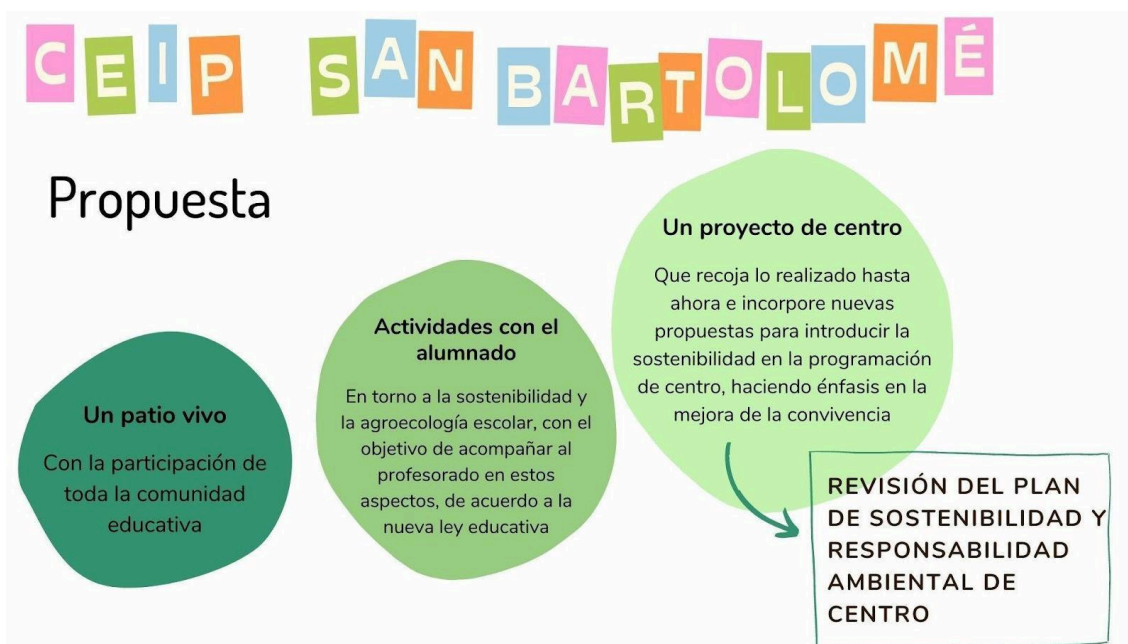 CEIP SAN BARTOLOMÉ
Propuesta
Un patio vivo
Con la participación de
toda la comunidad
educativa
Actividades con el
alumnado
En torno a la sostenibilidad y
la agroecología escolar, con el
objetivo de acompañar al
profesorado en estos
aspectos, de acuerdo a la
nueva ley educativa
Un proyecto de centro
Que recoja lo realizado hasta
ahora e incorpore nuevas
propuestas para introducir la
sostenibilidad en la programación
de centro, haciendo énfasis en la
mejora de la convivencia
REVISIÓN DEL PLAN
DE SOSTENIBILIDAD Y
RESPONSABILIDAD
AMBIENTAL DE
CENTRO